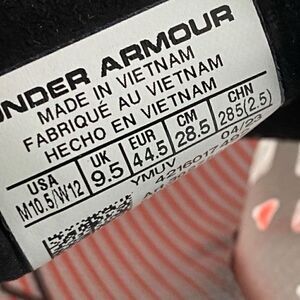 UNDER ARMOUR
MADE IN VIETNAM
FABRIQUÉ AU VIETNAM
HECHO EN VIETNAM
USA UK EUR CM CHN
M10.5/W12 9.5 44.5 28.5 285(2.5)
YMUV 04/23